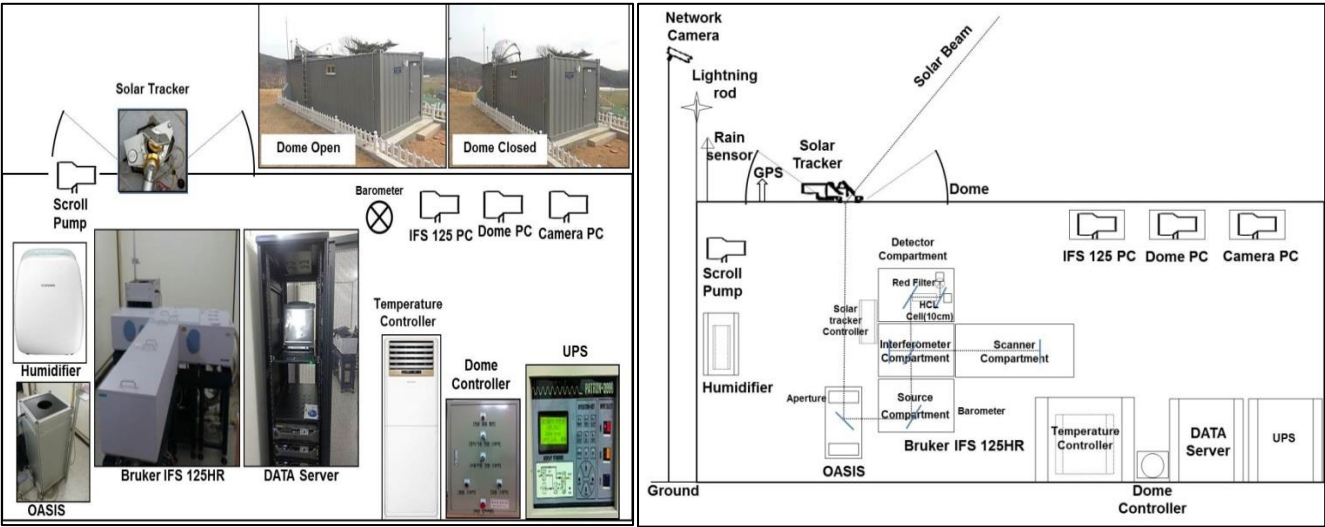 Solar Tracker
Dome Open
Dome Closed
Scroll
Pump
Barometer
IFS 125 PC
Dome PC
Camera PC
Humidifier
OASIS
Bruker IFS 125HR
DATA Server
Temperature
Controller
Dome
Controller
UPS
Network
Camera
Lightning
rod
Rain
sensor
GPS
Solar
Tracker
Solar Beam
Dome
Scroll
Pump
Humidifier
Detector
Compartment
Red Filter
HCL
Cell(10cm)
Solar
tracker
Controller
Interferometer
Compartment
Scanner
Compartment
Aperture
Source
Compartment
Barometer
Bruker IFS 125HR
OASIS
IFS 125 PC
Dome PC
Camera PC
Temperature
Controller
Dome
Controller
DATA
Server
UPS
Ground